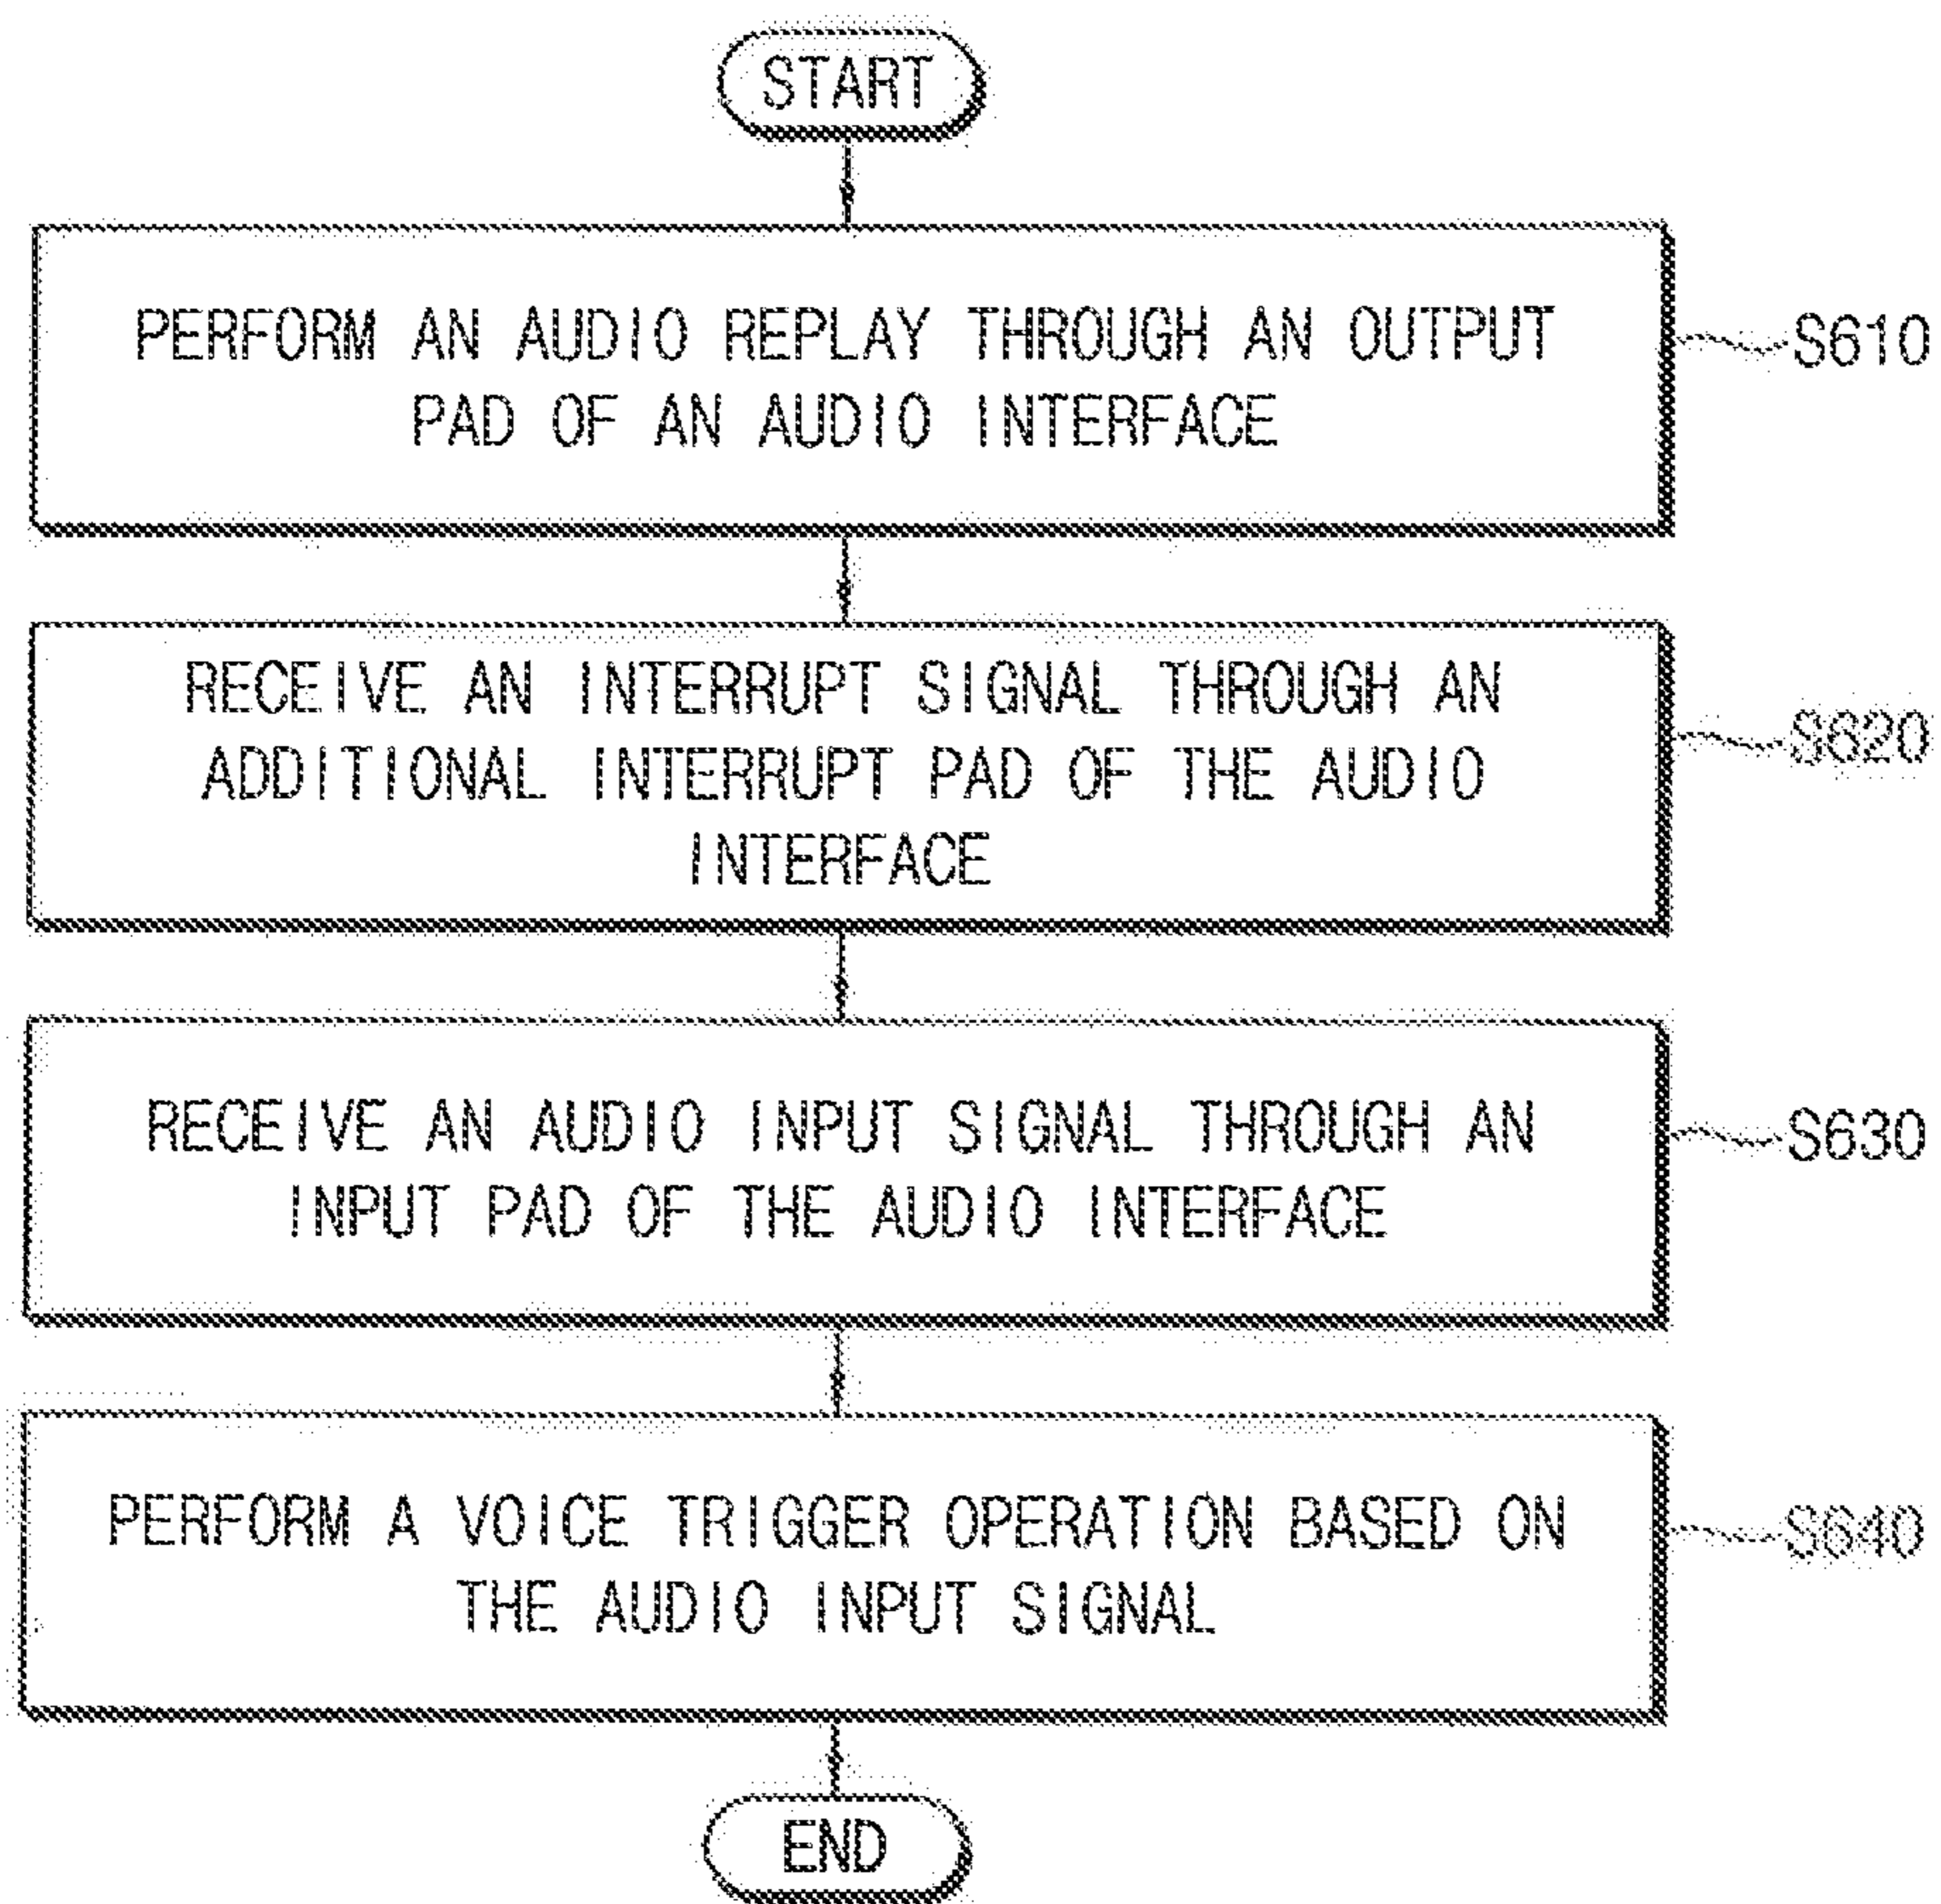 START
PERFORM AN AUDIO REPLAY THROUGH AN OUTPUT
PAD OF AN AUDIO INTERFACE
S610
RECEIVE AN INTERRUPT SIGNAL THROUGH AN
ADDITIONAL INTERRUPT PAD OF THE AUDIO
INTERFACE
S620
RECEIVE AN AUDIO INPUT SIGNAL THROUGH AN
INPUT PAD OF THE AUDIO INTERFACE
S630
PERFORM A VOICE TRIGGER OPERATION BASED ON
THE AUDIO INPUT SIGNAL
S640
END